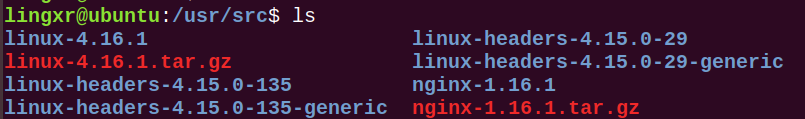 lingxr@ubuntu:/usr/src$ ls
linux-4.16.1 linux-headers-4.15.0-29
linux-4.16.1.tar.gz linux-headers-4.15.0-29-generic
linux-headers-4.15.0-135 nginx-1.16.1
linux-headers-4.15.0-135-generic nginx-1.16.1.tar.gz